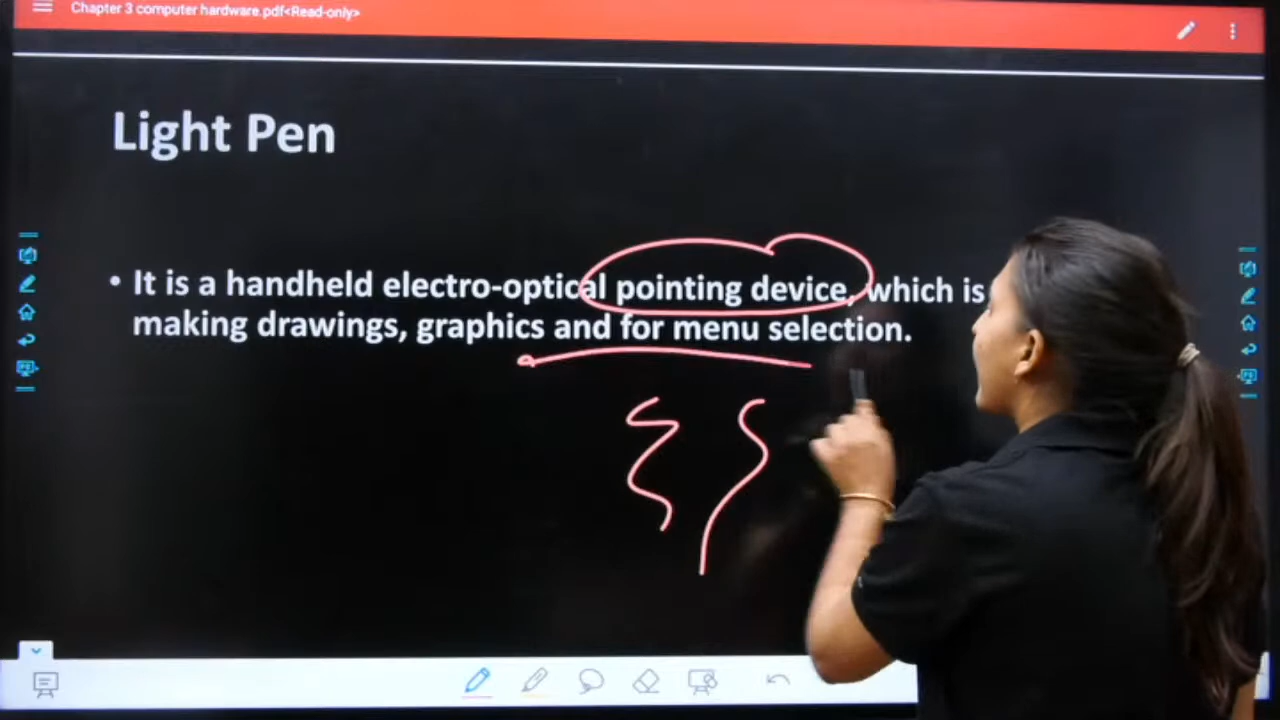 Chapter 3 computer hardware.pdf<Read-only>
Light Pen
• It is a handheld electro-optical pointing device, which is
making drawings, graphics and for menu selection.